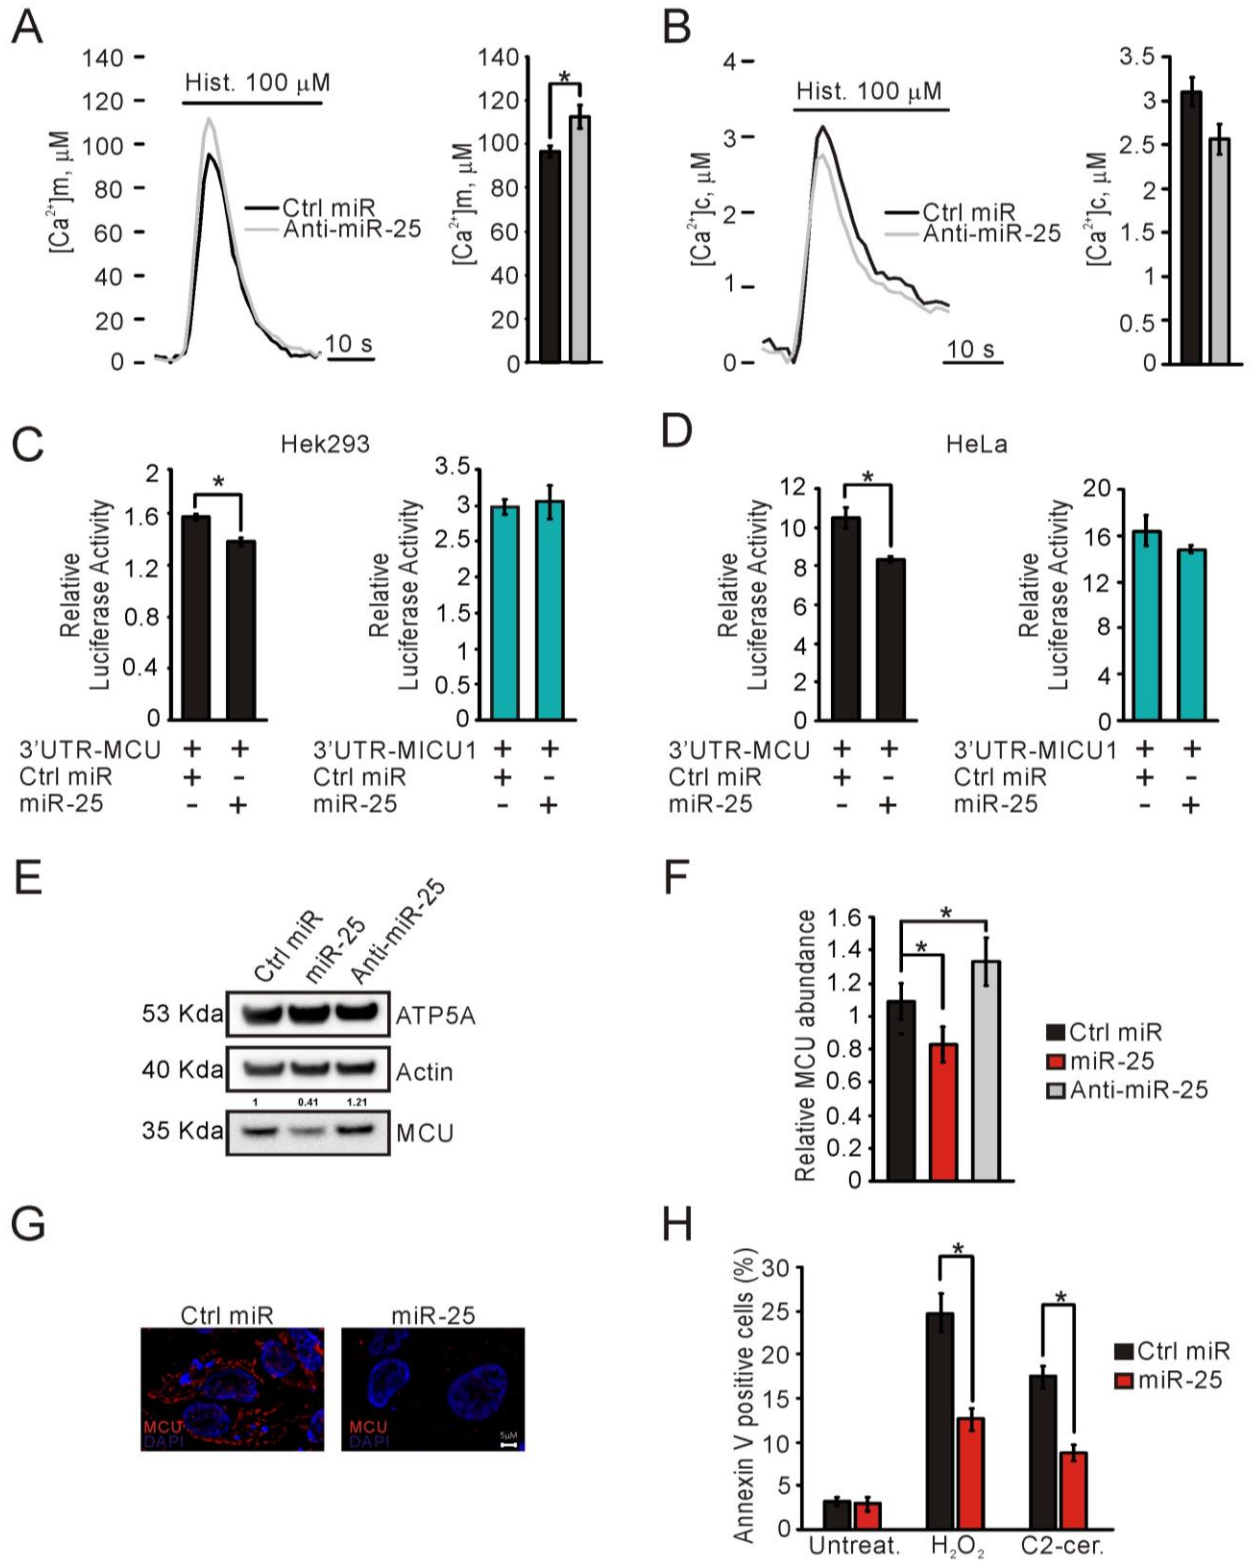 A
140
120
100
80
60
40
20
0
[Ca2+]m, μM
Hist. 100 μM
Ctrl miR
Anti-miR-25
10 s
140
120
100
80
60
40
20
0
[Ca2+]m, μM
*
B
4
3
2
1
0
[Ca2+]c, μM
Hist. 100 μM
Ctrl miR
Anti-miR-25
10 s
3.5
3
2.5
2
1.5
1
0.5
0
[Ca2+]c, μM
C
Hek293
2
1.6
1.2
0.8
0.4
0
Relative
Luciferase Activity
*
3'UTR-MCU + +
Ctrl miR + -
miR-25 - +
3.5
3
2.5
2
1.5
1
0.5
0
Relative
Luciferase Activity
3'UTR-MICU1 + +
Ctrl miR + -
miR-25 - +
D
HeLa
12
10
8
6
4
2
0
Relative
Luciferase Activity
*
3'UTR-MCU + +
Ctrl miR + -
miR-25 - +
20
16
12
8
4
0
Relative
Luciferase Activity
3'UTR-MICU1 + +
Ctrl miR + -
miR-25 - +
E
Ctrl miR
miR-25
Anti-miR-25
53 Kda ATP5A
40 Kda Actin
1 0.41 1.21
35 Kda MCU
F
1.6
1.4
1.2
1
0.8
0.6
0.4
0.2
0
Relative MCU abundance
*
*
Ctrl miR
miR-25
Anti-miR-25
G
Ctrl miR
MCU
DAPI
miR-25
MCU
DAPI
5μM
H
30
25
20
15
10
5
0
Annexin V positive cells (%)
*
*
Ctrl miR
miR-25
Untreat. H2O2 C2-cer.